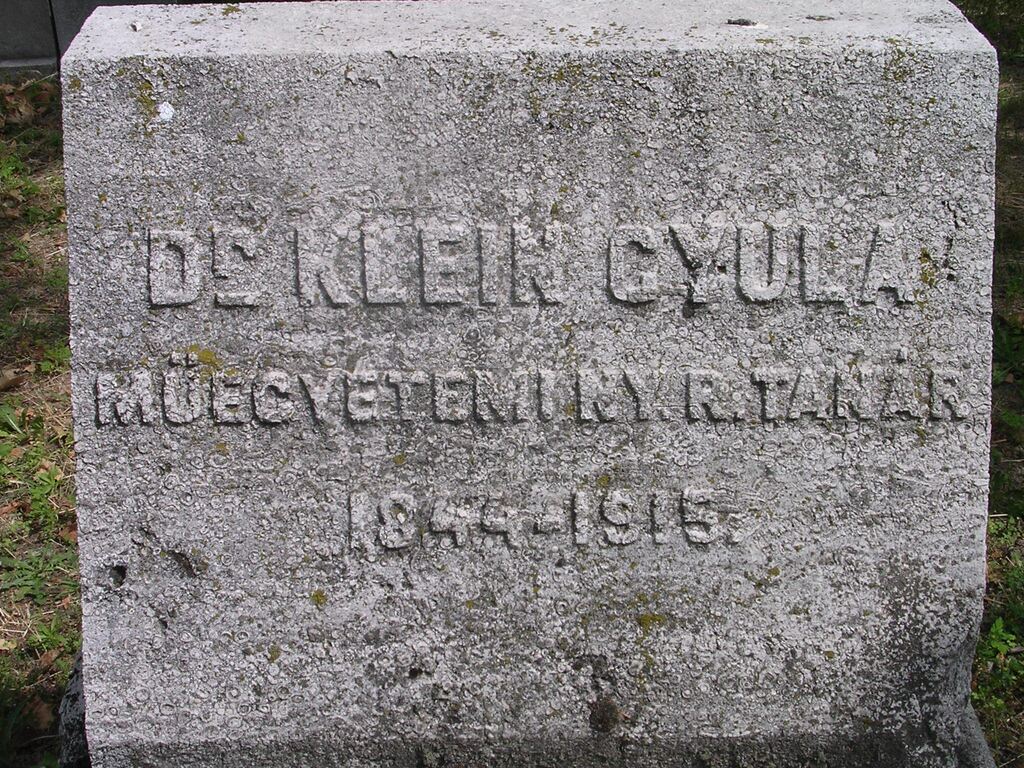 DR KLEIN GYULA
MŰEGYETEMI NY. R. TANÁR
1844-1915.